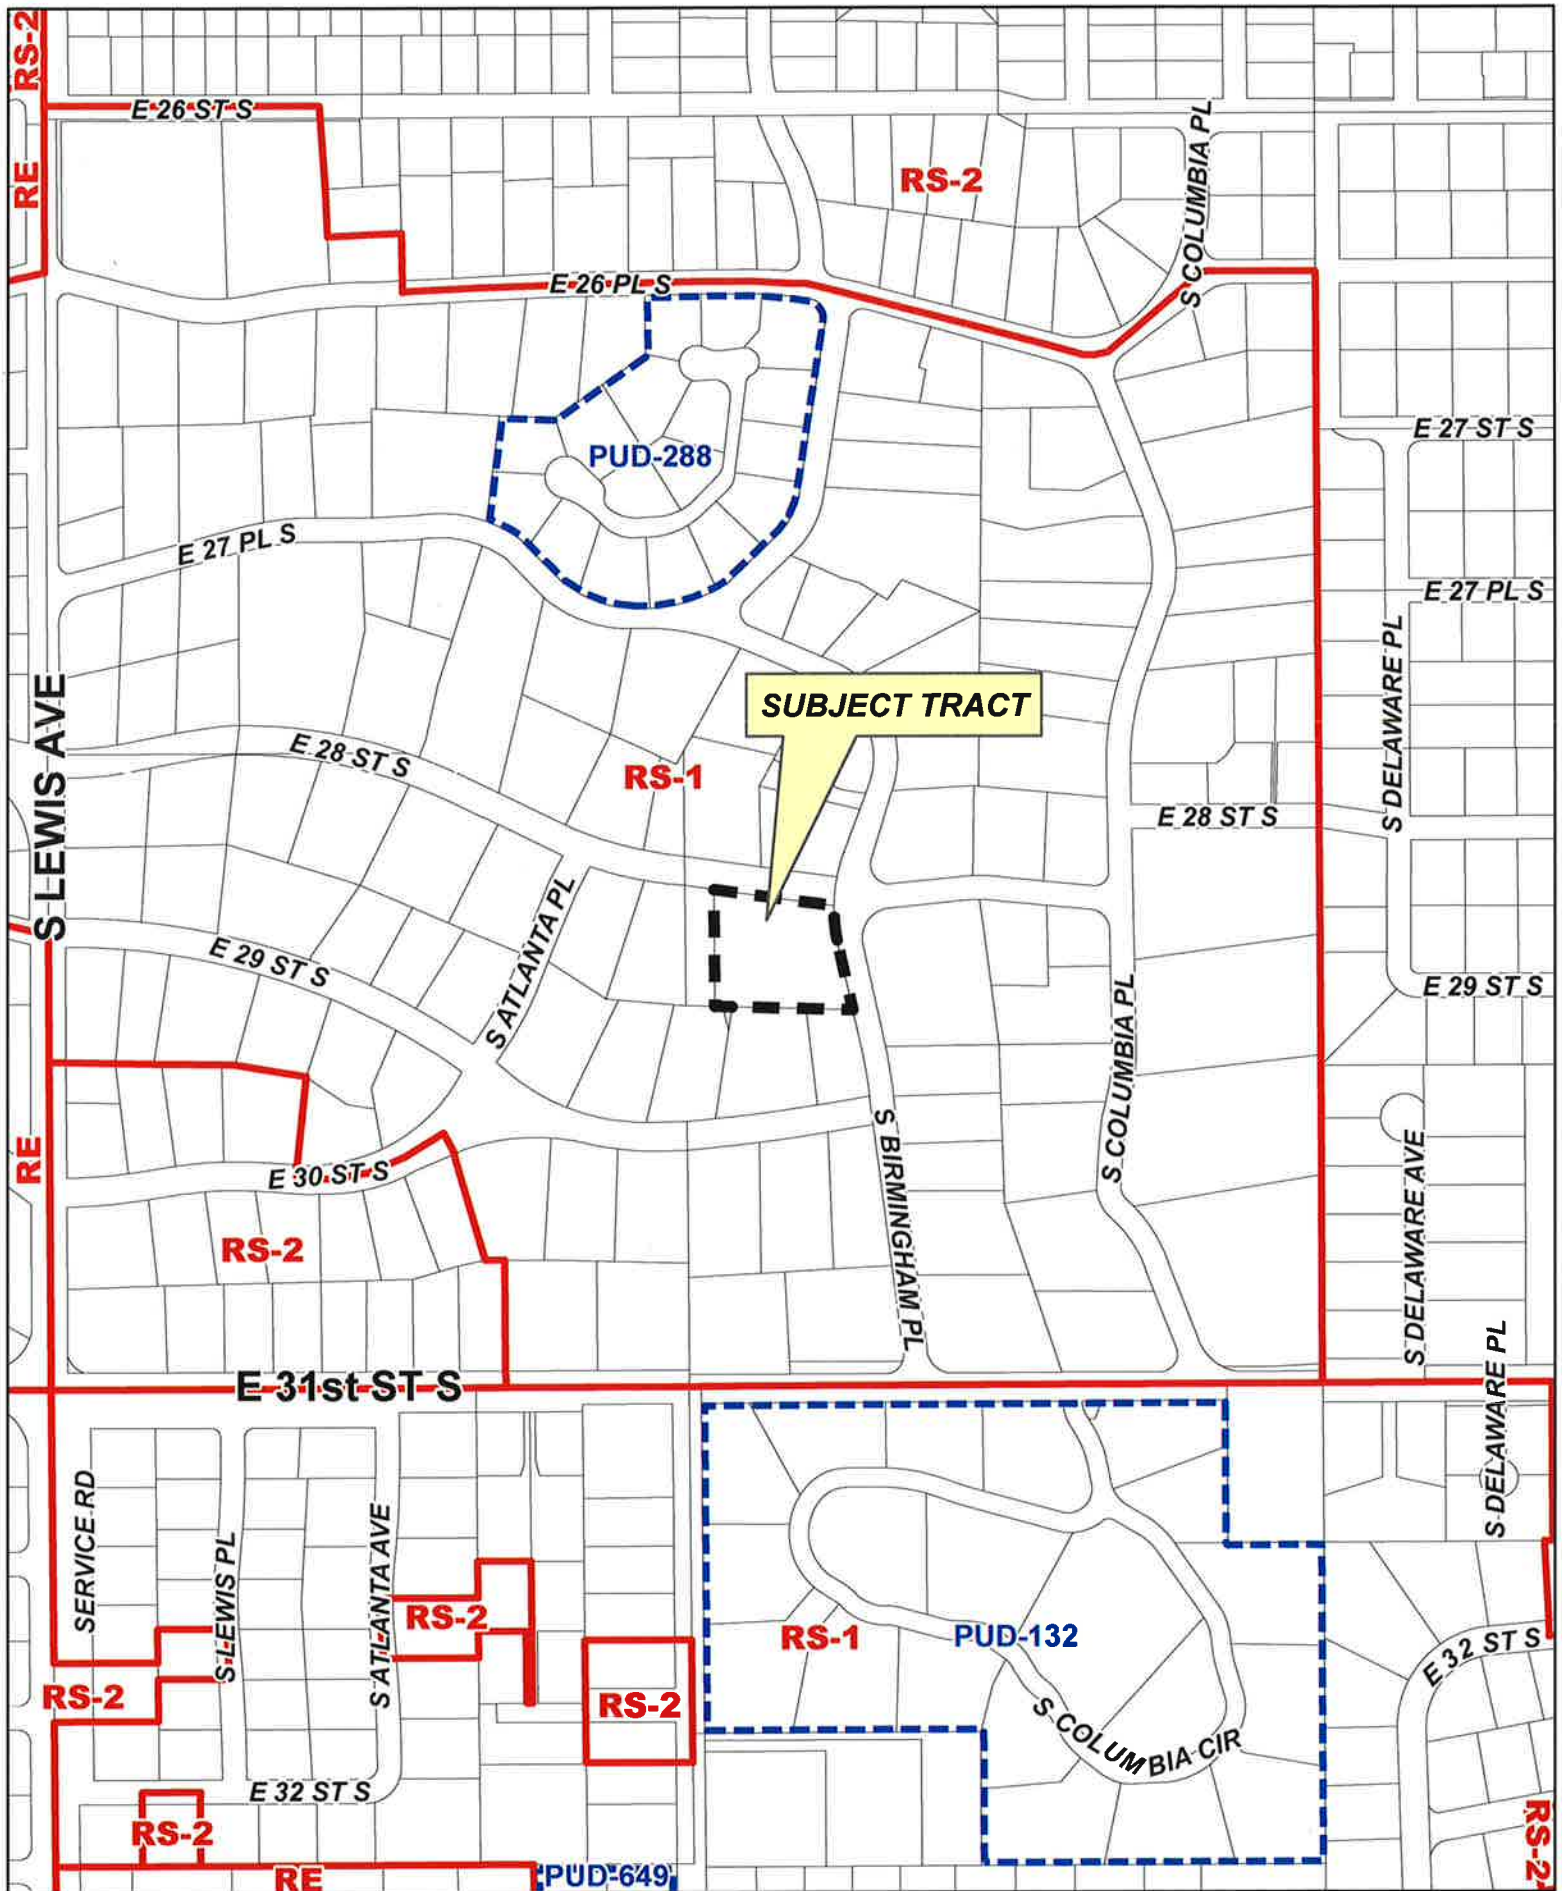 RS-2
E 26 ST S
RE
RS-2
S COLUMBIA PL
E 26 PL S
E 27 ST S
PUD-288
E 27 PL S
E 27 PL S
S DELAWARE PL
SUBJECT TRACT
S LEWIS AVE
E 28 ST S
RS-1
E 28 ST S
S ATLANTA PL
E 29 ST S
E 29 ST S
S COLUMBIA PL
RE
S BIRMINGHAM PL
E 30 ST S
S DELAWARE AVE
RS-2
E 31st ST S
S DELAWARE PL
SERVICE RD
S LEWIS PL
S ATLANTA AVE
RS-2
RS-1
PUD-132
E 32 ST S
RS-2
RS-2
S COLUMBIA CIR
E 32 ST S
RS-2
RS-2
RE
PUD-649